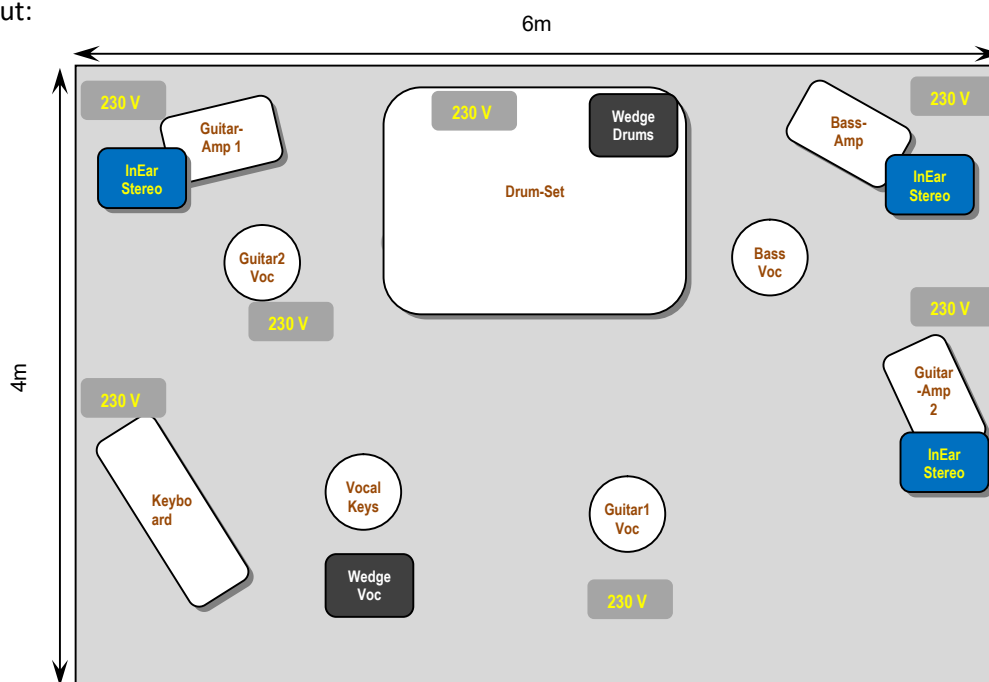 ut:
6m
230 V
230 V
230 V
Guitar-
Amp 1
Wedge
Drums
Bass-
Amp
InEar
Stereo
Drum-Set
InEar
Stereo
Guitar2
Voc
Bass
Voc
230 V
230 V
4m
230 V
Guitar
-Amp
2
InEar
Stereo
Keybo
ard
Vocal
Keys
Guitar1
Voc
Wedge
Voc
230 V